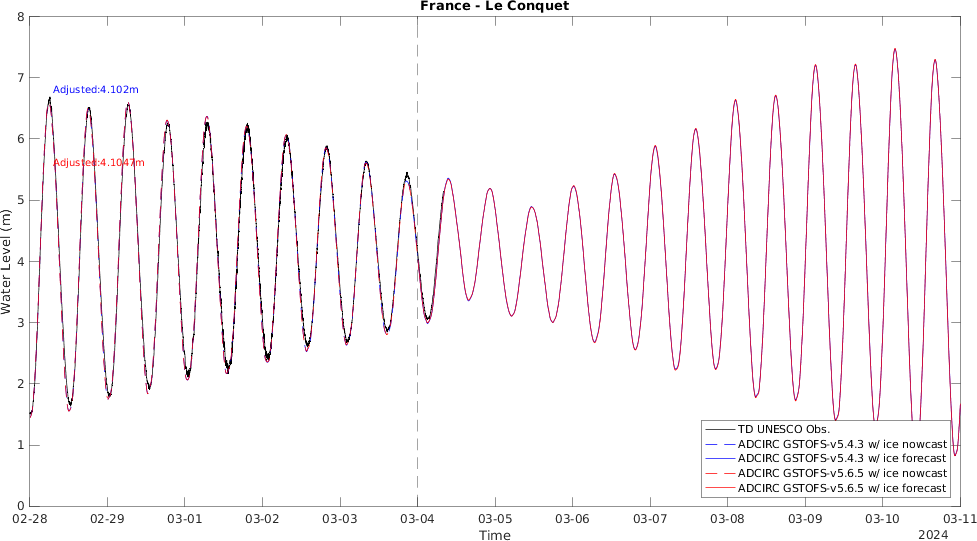 France - Le Conquet
8
7
6
5
4
3
2
1
0
Water Level (m)
Adjusted:4.102m
Adjusted:4.1047m
TD UNESCO Obs.
ADCIRC GSTOFS-v5.4.3 w/ ice nowcast
ADCIRC GSTOFS-v5.4.3 w/ ice forecast
ADCIRC GSTOFS-v5.6.5 w/ ice nowcast
ADCIRC GSTOFS-v5.6.5 w/ ice forecast
02-28 02-29 03-01 03-02 03-03 03-04 03-05 03-06 03-07 03-08 03-09 03-10 03-11
Time
2024